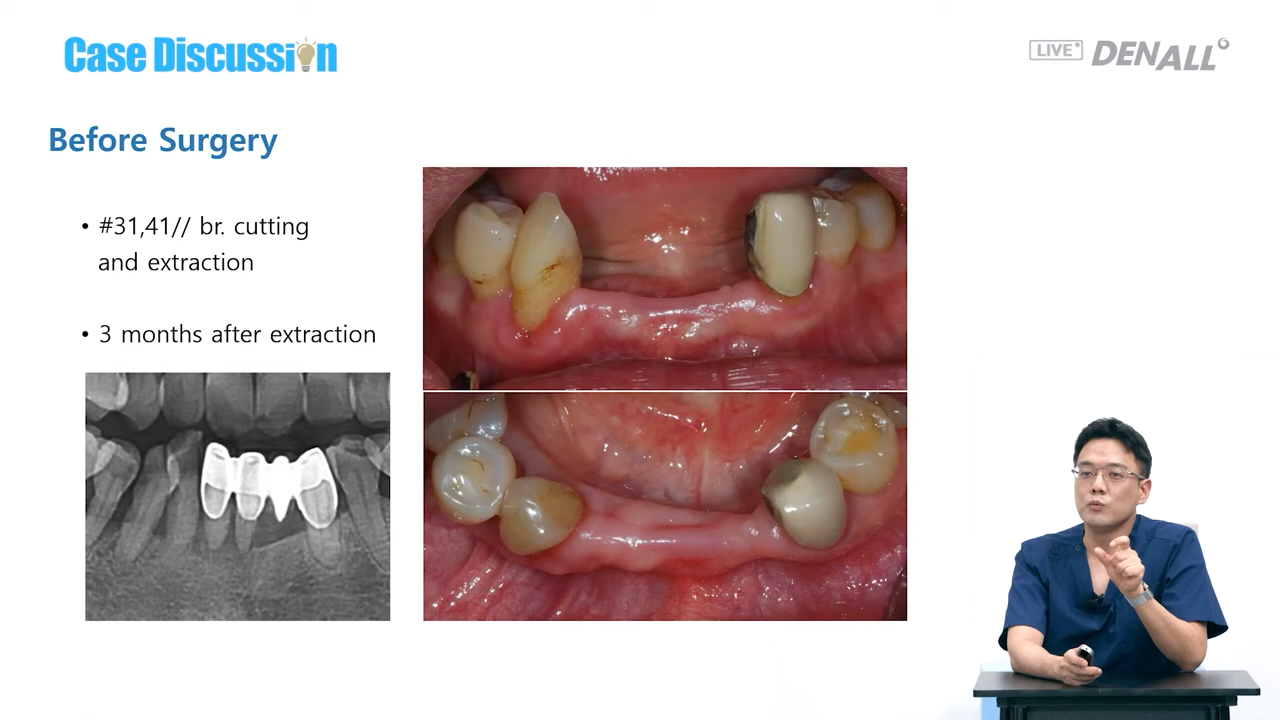 Case Discussion
LIVE DENALL
Before Surgery
• #31,41// br. cutting
and extraction
• 3 months after extraction